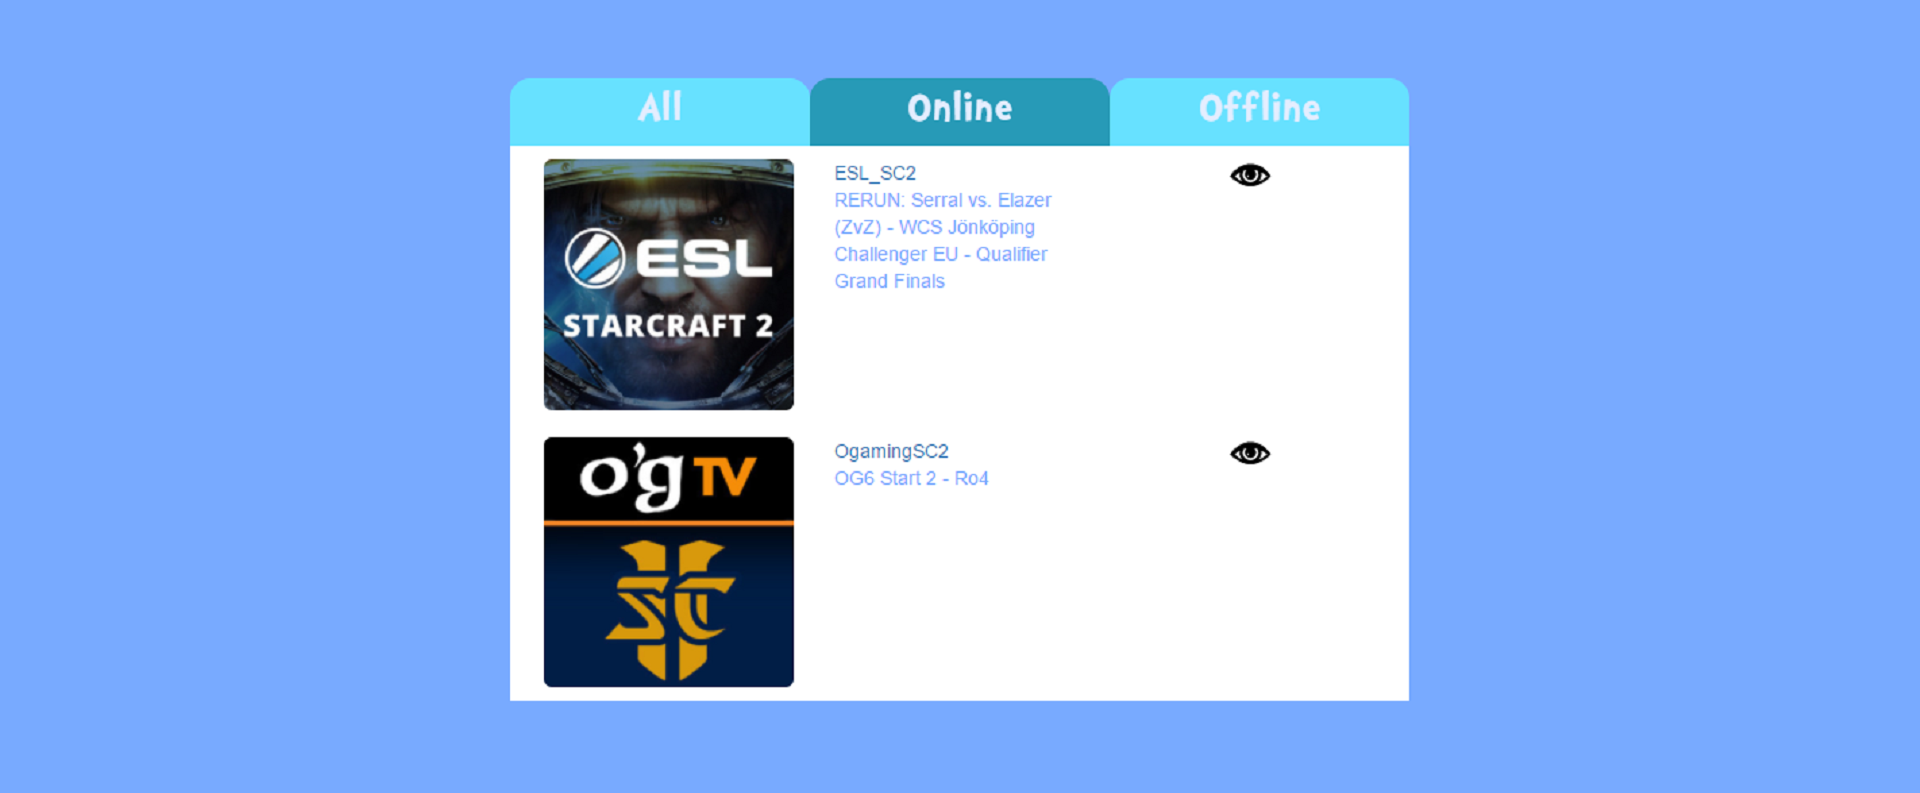 All
Online
Offline
ESL
STARCRAFT 2
ESL_SC2
RERUN: Serral vs. Elazer
(ZvZ) - WCS Jönköping
Challenger EU - Qualifier
Grand Finals
o'g TV
SC
OgamingSC2
OG6 Start 2 - Ro4